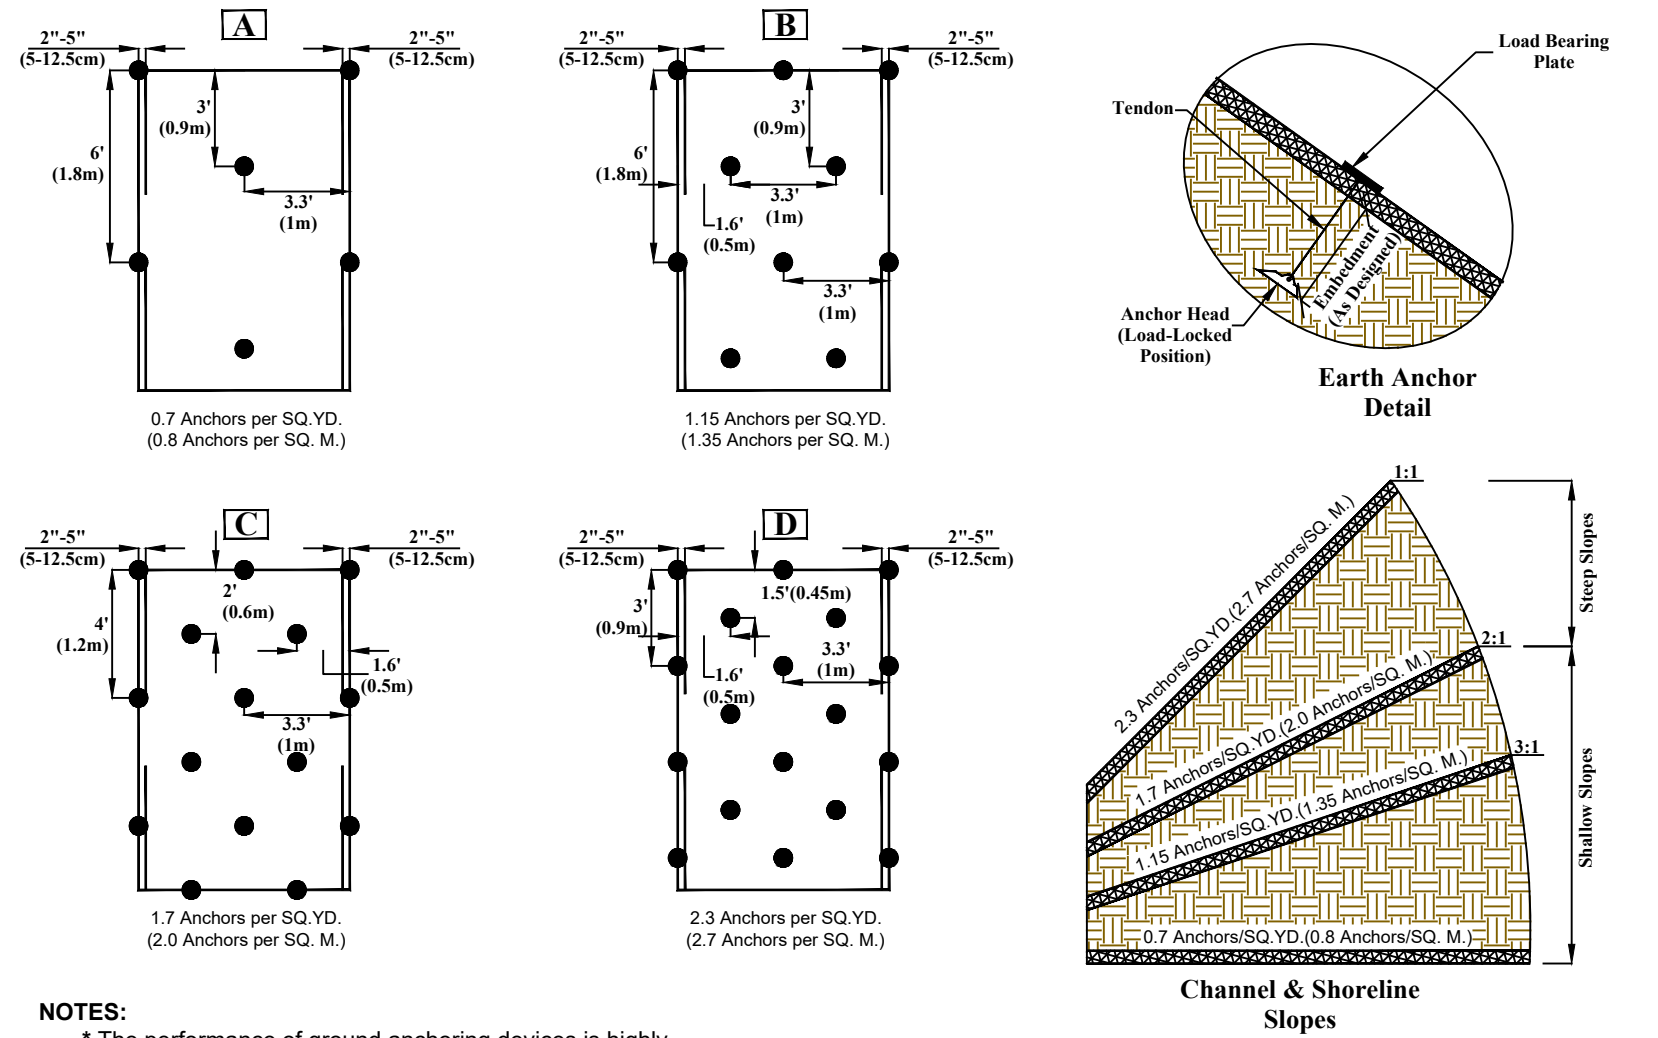 A
2"-5"
(5-12.5cm)
2"-5"
(5-12.5cm)
3'
(0.9m)
6'
(1.8m)
3.3'
(1m)
0.7 Anchors per SQ.YD.
(0.8 Anchors per SQ. M.)
B
2"-5"
(5-12.5cm)
2"-5"
(5-12.5cm)
3'
(0.9m)
6'
(1.8m)
3.3'
(1m)
1.6'
(0.5m)
3.3'
(1m)
1.15 Anchors per SQ.YD.
(1.35 Anchors per SQ. M.)
Load Bearing
Plate
Tendon
Embedment
(As Designed)
Anchor Head
(Load-Locked
Position)
Earth Anchor
Detail
C
2"-5"
(5-12.5cm)
2"-5"
(5-12.5cm)
2'
(0.6m)
4'
(1.2m)
1.6'
(0.5m)
3.3'
(1m)
1.7 Anchors per SQ.YD.
(2.0 Anchors per SQ. M.)
D
2"-5"
(5-12.5cm)
2"-5"
(5-12.5cm)
1.5'(0.45m)
3'
(0.9m)
3.3'
(1m)
1.6'
(0.5m)
2.3 Anchors per SQ.YD.
(2.7 Anchors per SQ. M.)
1:1
2.3 Anchors/SQ.YD.(2.7 Anchors/SQ. M.)
Steep Slopes
2:1
1.7 Anchors/SQ.YD.(2.0 Anchors/SQ. M.)
3:1
1.15 Anchors/SQ.YD.(1.35 Anchors/SQ. M.)
Shallow Slopes
0.7 Anchors/SQ.YD.(0.8 Anchors/SQ. M.)
Channel & Shoreline
Slopes
NOTES:
* The performance of ground anchoring devices is highly